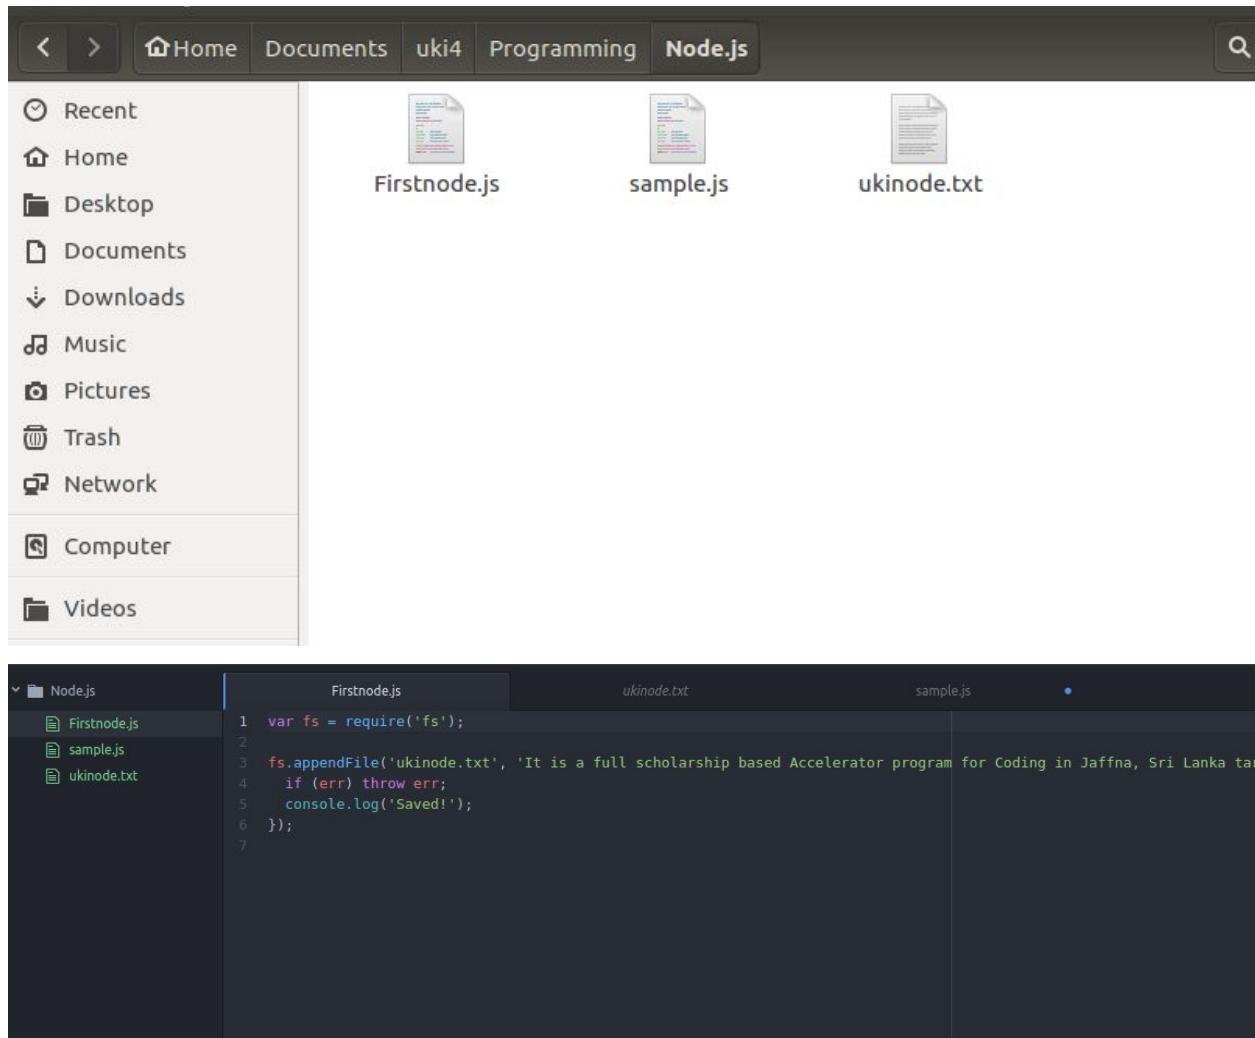 Home Documents uki4 Programming Node.js
Recent
Home
Desktop
Documents
Downloads
Music
Pictures
Trash
Network
Computer
Videos
Firstnode.js sample.js ukinode.txt
Node.js
Firstnode.js
sample.js
ukinode.txt
Firstnode.js ukinode.txt sample.js
1 var fs = require('fs');
2
3 fs.appendFile('ukinode.txt', 'It is a full scholarship based Accelerator program for Coding in Jaffna, Sri Lanka
4 if (err) throw err;
5 console.log('Saved!');
6 });
7